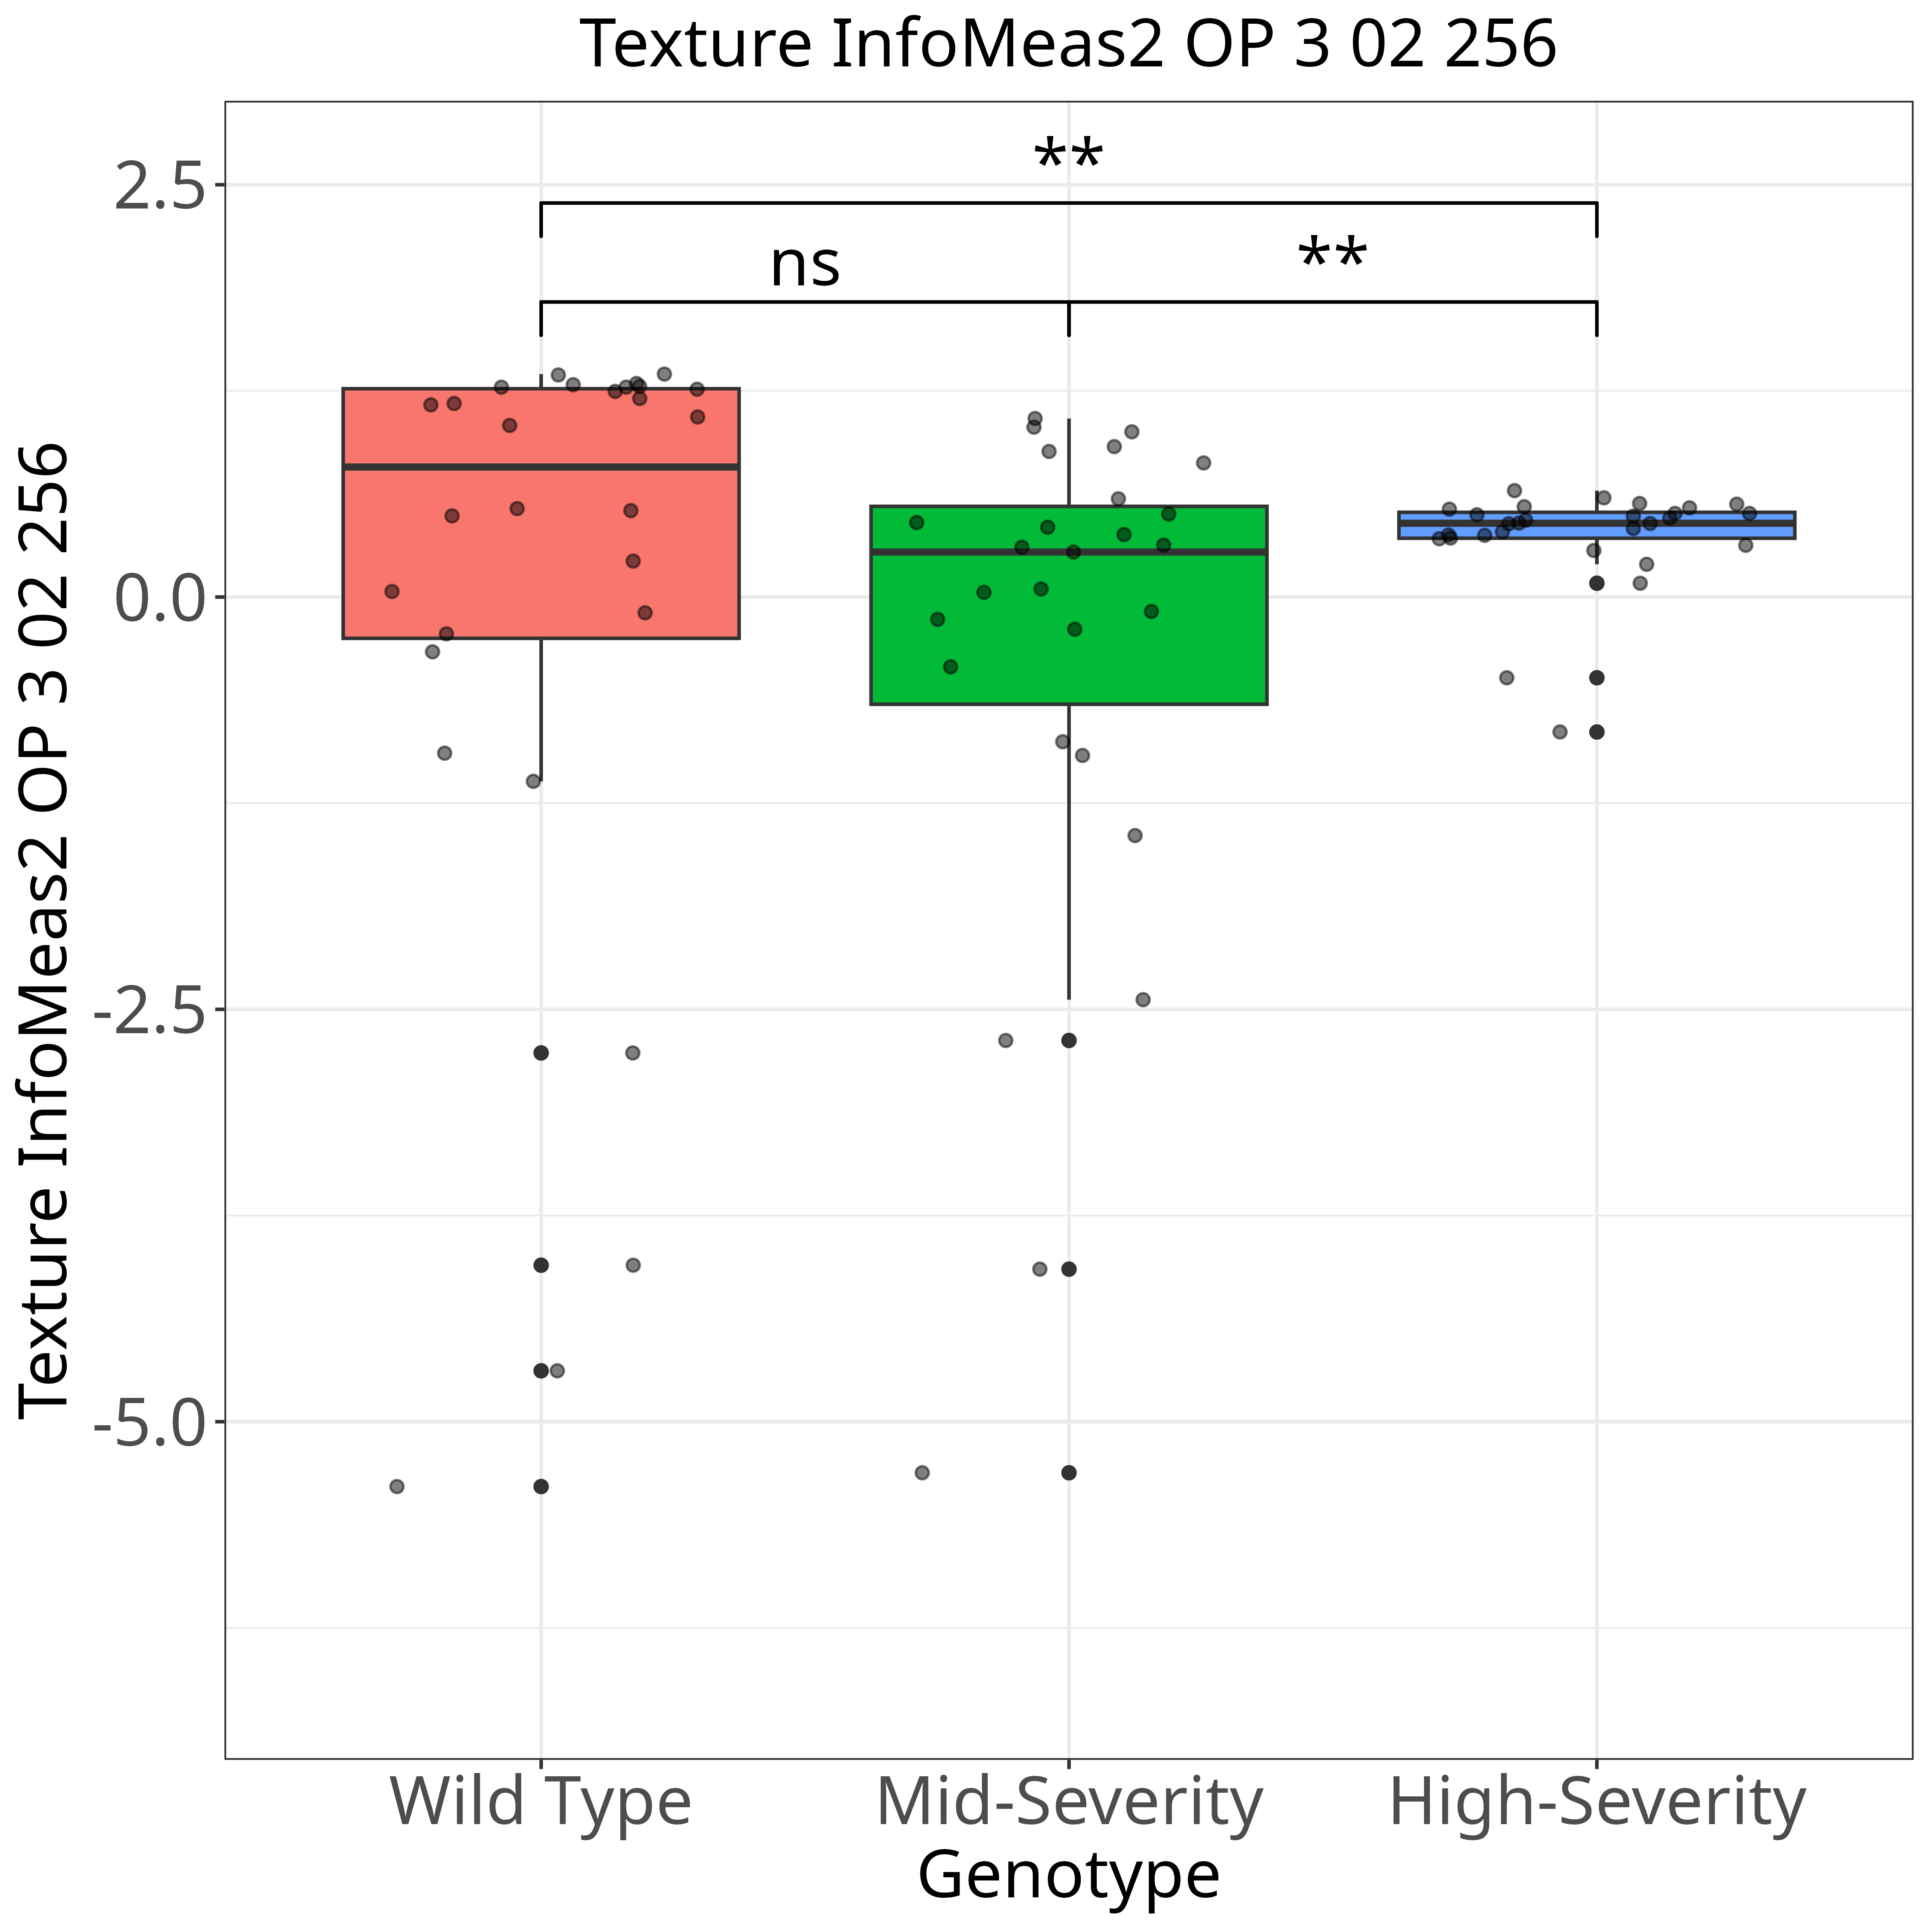 Texture InfoMeas2 OP 3 02 256
**
ns
**
2.5
0.0
-2.5
-5.0
Texture InfoMeas2 OP 3 02 256
Wild Type
Mid-Severity
High-Severity
Genotype